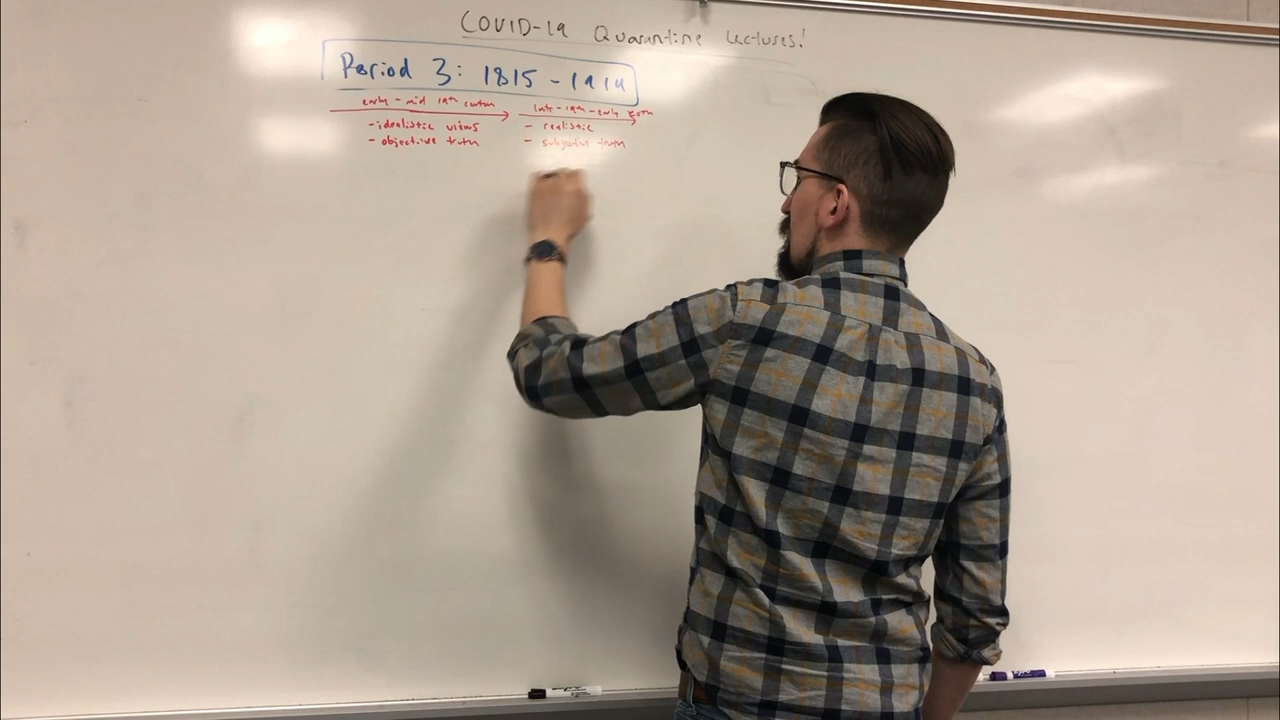 COVID-19 Quarantine Lectures!
Period 3: 1815 - 1914
early - mid 19th century
- idealistic views
- objective truth
late - 19th - early 20th
- realistic
- subjective truth